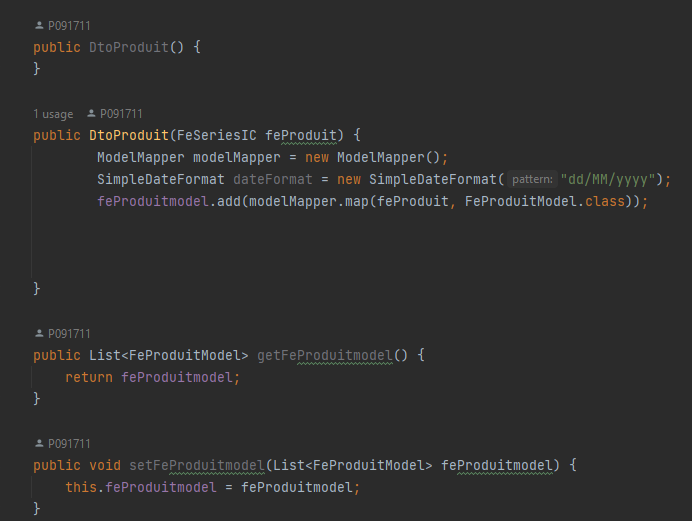 P091711
public DtoProduit() {
}
1 usage P091711
public DtoProduit(FeSeriesIC feProduit) {
ModelMapper modelMapper = new ModelMapper();
SimpleDateFormat dateFormat = new SimpleDateFormat( pattern: "dd/MM/yyyy");
feProduitmodel.add(modelMapper.map(feProduit, FeProduitModel.class));
}
P091711
public List<FeProduitModel> getFeProduitmodel() {
return feProduitmodel;
}
P091711
public void setFeProduitmodel(List<FeProduitModel> feProduitmodel) {
this.feProduitmodel = feProduitmodel;
}